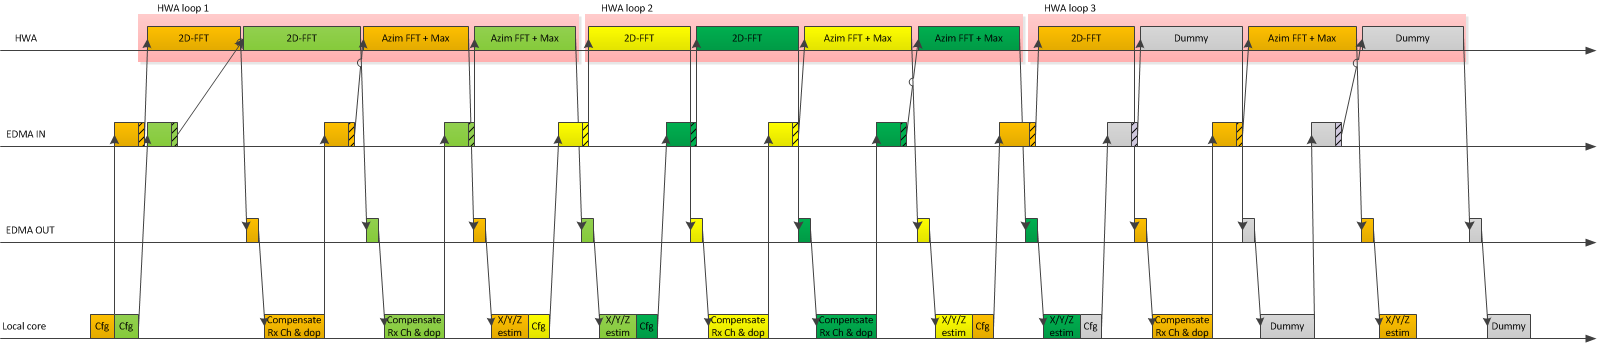 HWA loop 1
HWA loop 2
HWA loop 3
HWA
2D-FFT
2D-FFT
Azim FFT + Max
Azim FFT + Max
2D-FFT
2D-FFT
Azim FFT + Max
Azim FFT + Max
2D-FFT
Dummy
Azim FFT + Max
Dummy
EDMA IN
EDMA OUT
Local core
Cfg
Cfg
Compensate
Rx Ch & dop
Compensate
Rx Ch & dop
X/Y/Z
estim
Cfg
X/Y/Z
estim
Cfg
Compensate
Rx Ch & dop
Compensate
Rx Ch & dop
X/Y/Z
estim
Cfg
X/Y/Z
estim
Cfg
Compensate
Rx Ch & dop
Dummy
X/Y/Z
estim
Dummy